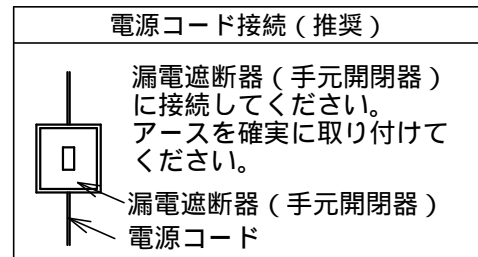 電源コード接続（推奨）
漏電遮断器（手元開閉器）
に接続してください。
アースを確実に取り付けて
ください。
漏電遮断器（手元開閉器）
電源コード